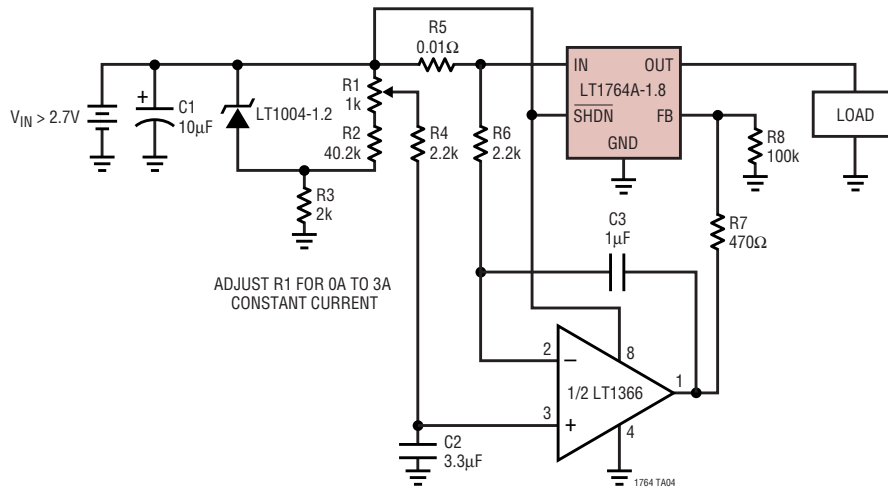 R5
0.01Ω
IN
OUT
LT1764A-1.8
SHDN
FB
GND
LOAD
VIN > 2.7V
+
C1
10µF
LT1004-1.2
R1
1k
R2
40.2k
R4
2.2k
R6
2.2k
R8
100k
R3
2k
C3
1µF
R7
470Ω
ADJUST R1 FOR 0A TO 3A
CONSTANT CURRENT
2
–
8
1/2 LT1366
1
3
+
4
C2
3.3µF
1764 TA04